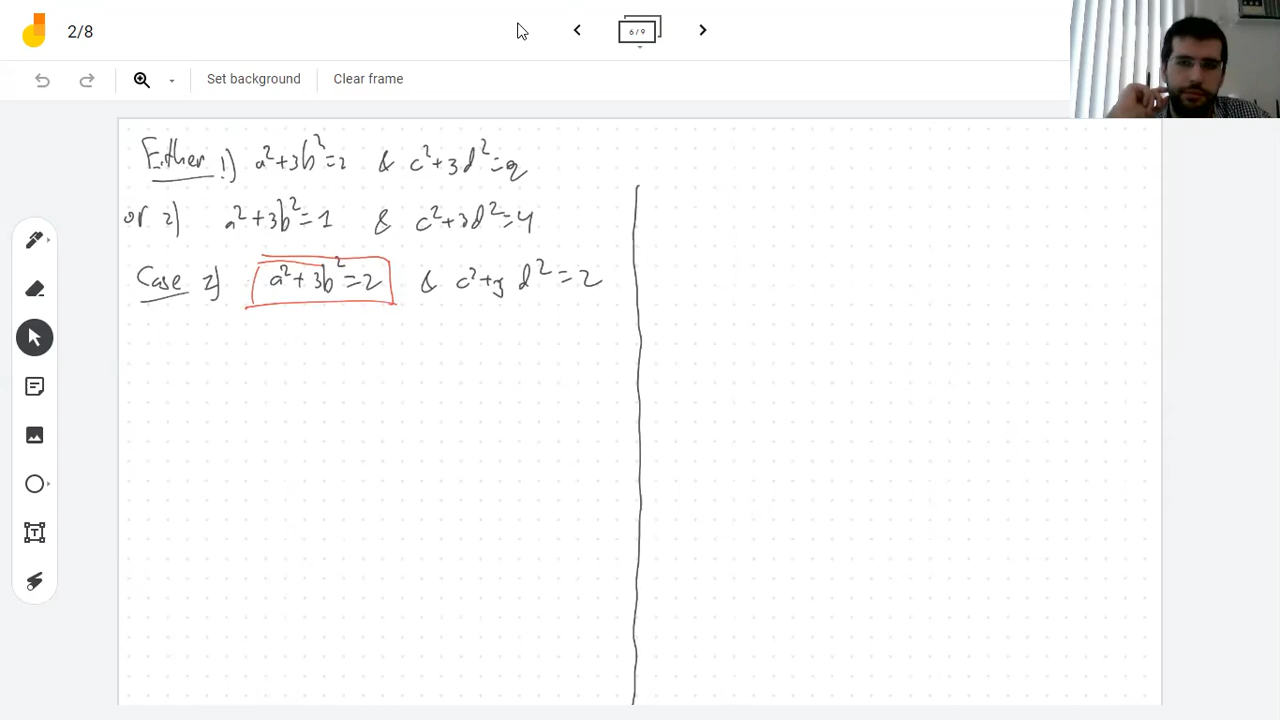 2/8
6 / 9
Set background
Clear frame
Either 1) a²+3b²=2 & c²+3d²=2
or 2) a²+3b²=1 & c²+3d²=4
Case 2) a²+3b²=2 & c²+3d²=2